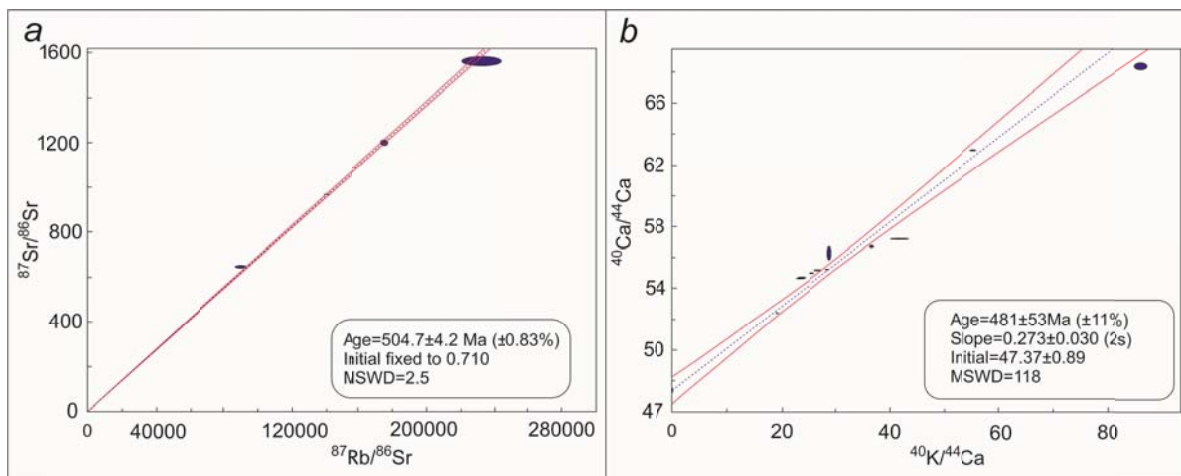 a
1600
1200
800
400
0
⁸⁷Sr/⁸⁶Sr
Age=504.7±4.2 Ma (±0.83%)
Initial fixed to 0.710
NSWD=2.5
0 40000 120000 200000 280000
⁸⁷Rb/⁸⁶Sr
b
66
62
58
54
50
47
⁴⁰Ca/⁴⁴Ca
Age=481±53Ma (±11%)
Slope=0.273±0.030 (2s)
Initial=47.37±0.89
MSWD=118
0 20 40 60 80
⁴⁰K/⁴⁴Ca